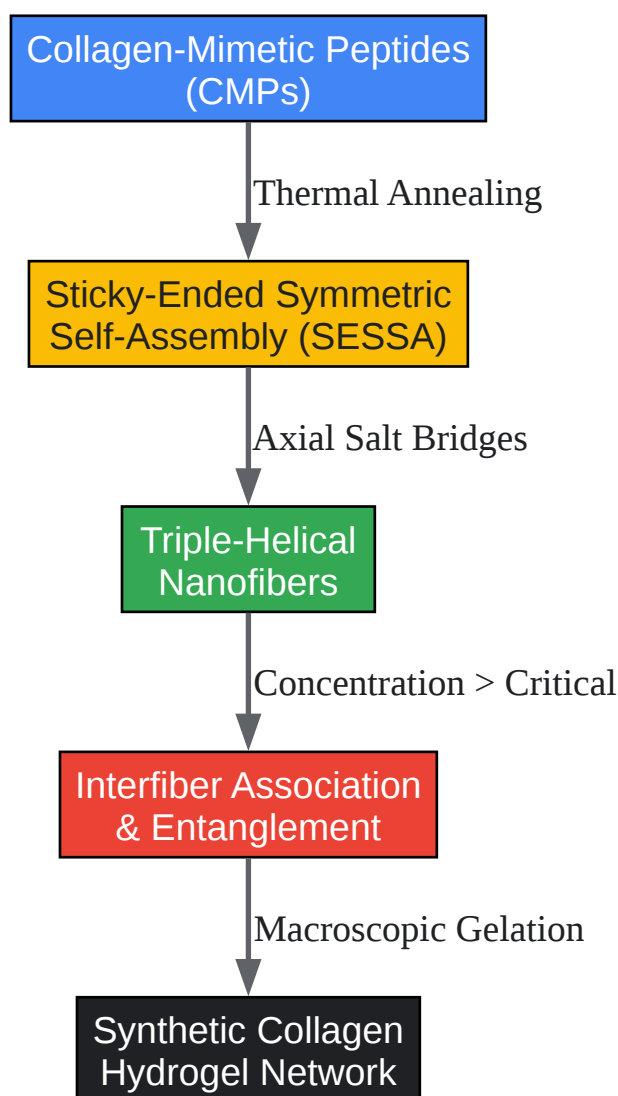 Collagen-Mimetic Peptides
(CMPs)
Thermal Annealing
Sticky-Ended Symmetric
Self-Assembly (SESSA)
Axial Salt Bridges
Triple-Helical
Nanofibers
Concentration > Critical
Interfiber Association
& Entanglement
Macroscopic Gelation
Synthetic Collagen
Hydrogel Network